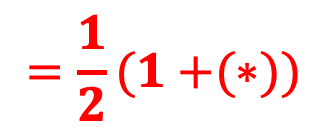 = 1/2 (1 + (*))